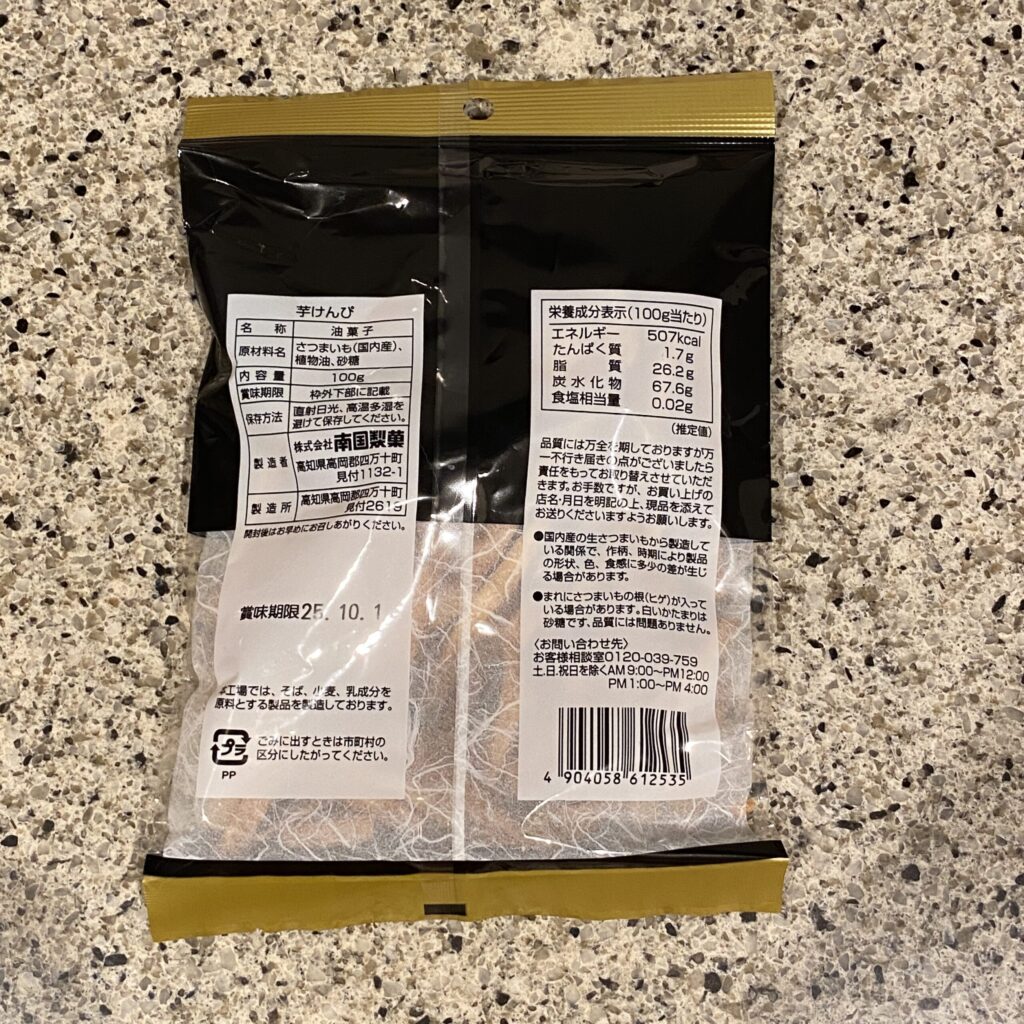 芋けんぴ
名 称 油菓子
原材料名 さつまいも(国内産)、
植物油、砂糖
内容量 100g
賞味期限 枠外下部に記載
保存方法 直射日光、高温多湿を
避けて保存してください。
製造者 株式会社 南国製菓
高知県高岡郡四万十町
見付1132-1
製造所 高知県高岡郡四万十町
見付2619
開封後はお早めにお召しあがりください。
賞味期限25.10.1
本工場では、そば、小麦、乳成分を
原料とする製品を製造しております。
プラ
PP
ごみに出すときは市町村の
区分にしたがってください。
栄養成分表示(100g当たり)
エネルギー 507kcal
たんぱく質 1.7g
脂質 26.2g
炭水化物 67.6g
食塩相当量 0.02g
(推定値)
品質には万全を期しておりますが万
一不行き届きの点がございましたら
責任をもってお取り替えさせていただ
きます。お手数ですが、お買い上げの
店名・月日を明記の上、現品を添えて
お送りくださいますようお願いします。
●国内産の生さつまいもから製造して
いる関係で、作柄、時期により製品
の形状、色、食感に多少の差が生じ
る場合があります。
●まれにさつまいもの根(ヒゲ)が入って
いる場合があります。白いかたまりは
砂糖です、品質には問題ありません。
〈お問い合わせ先〉
お客様相談室0120-039-759
土、日、祝日を除くAM 9:00〜PM12:00
PM 1:00〜PM 4:00
4 904058 612535